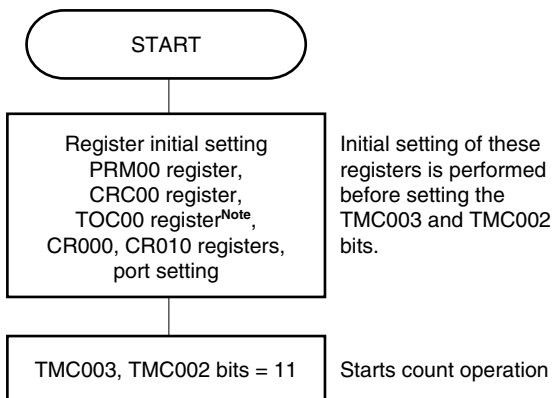 START
Register initial setting
PRM00 register,
CRC00 register,
TOC00 registerNote,
CR000, CR010 registers,
port setting
Initial setting of these
registers is performed
before setting the
TMC003 and TMC002
bits.
TMC003, TMC002 bits = 11
Starts count operation